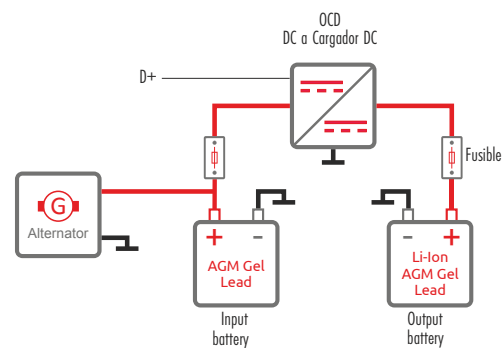 OCD
DC a Cargador DC
D+
Fusible
G
Alternator
+ −
AGM Gel
Lead
− +
Li-Ion
AGM Gel
Lead
Input
battery
Output
battery